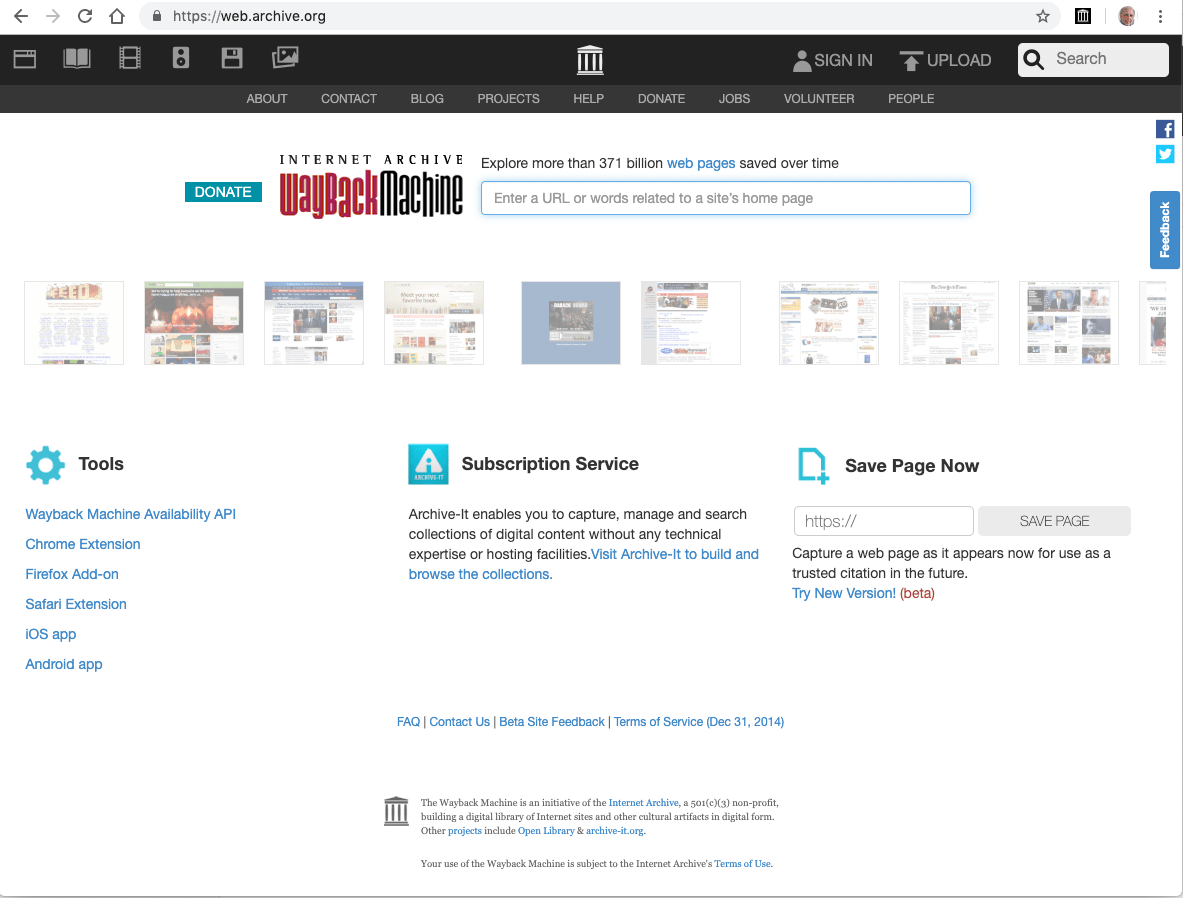 https://web.archive.org
SIGN IN
UPLOAD
Search
ABOUT CONTACT BLOG PROJECTS HELP DONATE JOBS VOLUNTEER PEOPLE
DONATE
INTERNET ARCHIVE
WayBackMachine
Explore more than 371 billion web pages saved over time
Enter a URL or words related to a site's home page
Feedback
Tools
Wayback Machine Availability API
Chrome Extension
Firefox Add-on
Safari Extension
iOS app
Android app
ARCHIVE-IT
Subscription Service
Archive-It enables you to capture, manage and search
collections of digital content without any technical
expertise or hosting facilities.Visit Archive-It to build and
browse the collections.
Save Page Now
https://
SAVE PAGE
Capture a web page as it appears now for use as a
trusted citation in the future.
Try New Version! (beta)
FAQ | Contact Us | Beta Site Feedback | Terms of Service (Dec 31, 2014)
The Wayback Machine is an initiative of the Internet Archive, a 501(c)(3) non-profit,
building a digital library of Internet sites and other cultural artifacts in digital form.
Other projects include Open Library & archive-it.org.
Your use of the Wayback Machine is subject to the Internet Archive's Terms of Use.